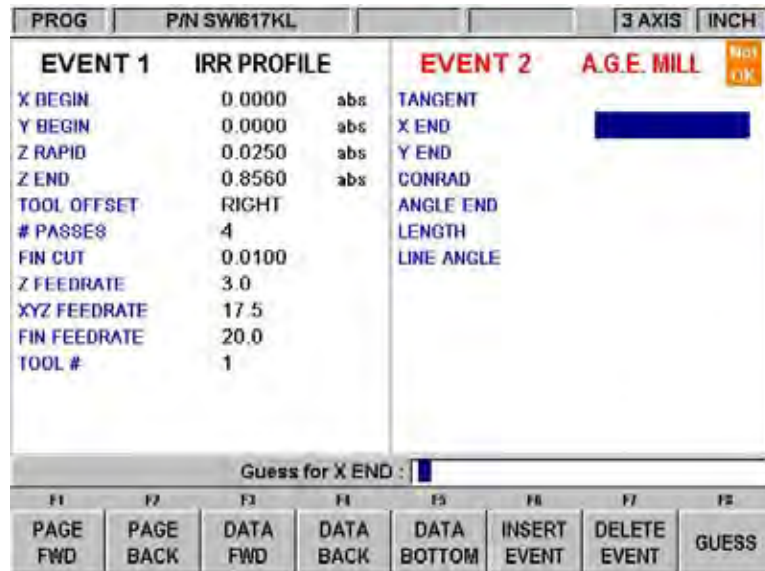 PROG P/N SWI617KL 3 AXIS INCH
EVENT 1 IRR PROFILE
X BEGIN 0.0000 abs
Y BEGIN 0.0000 abs
Z RAPID 0.0250 abs
Z END 0.8560 abs
TOOL OFFSET RIGHT
# PASSES 4
FIN CUT 0.0100
Z FEEDRATE 3.0
XYZ FEEDRATE 17.5
FIN FEEDRATE 20.0
TOOL # 1
EVENT 2 A.G.E. MILL Not
OK
TANGENT
X END
Y END
CONRAD
ANGLE END
LENGTH
LINE ANGLE
Guess for X END :
F1 F2 F3 F4 F5 F6 F7 F8
PAGE FWD
PAGE BACK
DATA FWD
DATA BACK
DATA BOTTOM
INSERT EVENT
DELETE EVENT
GUESS